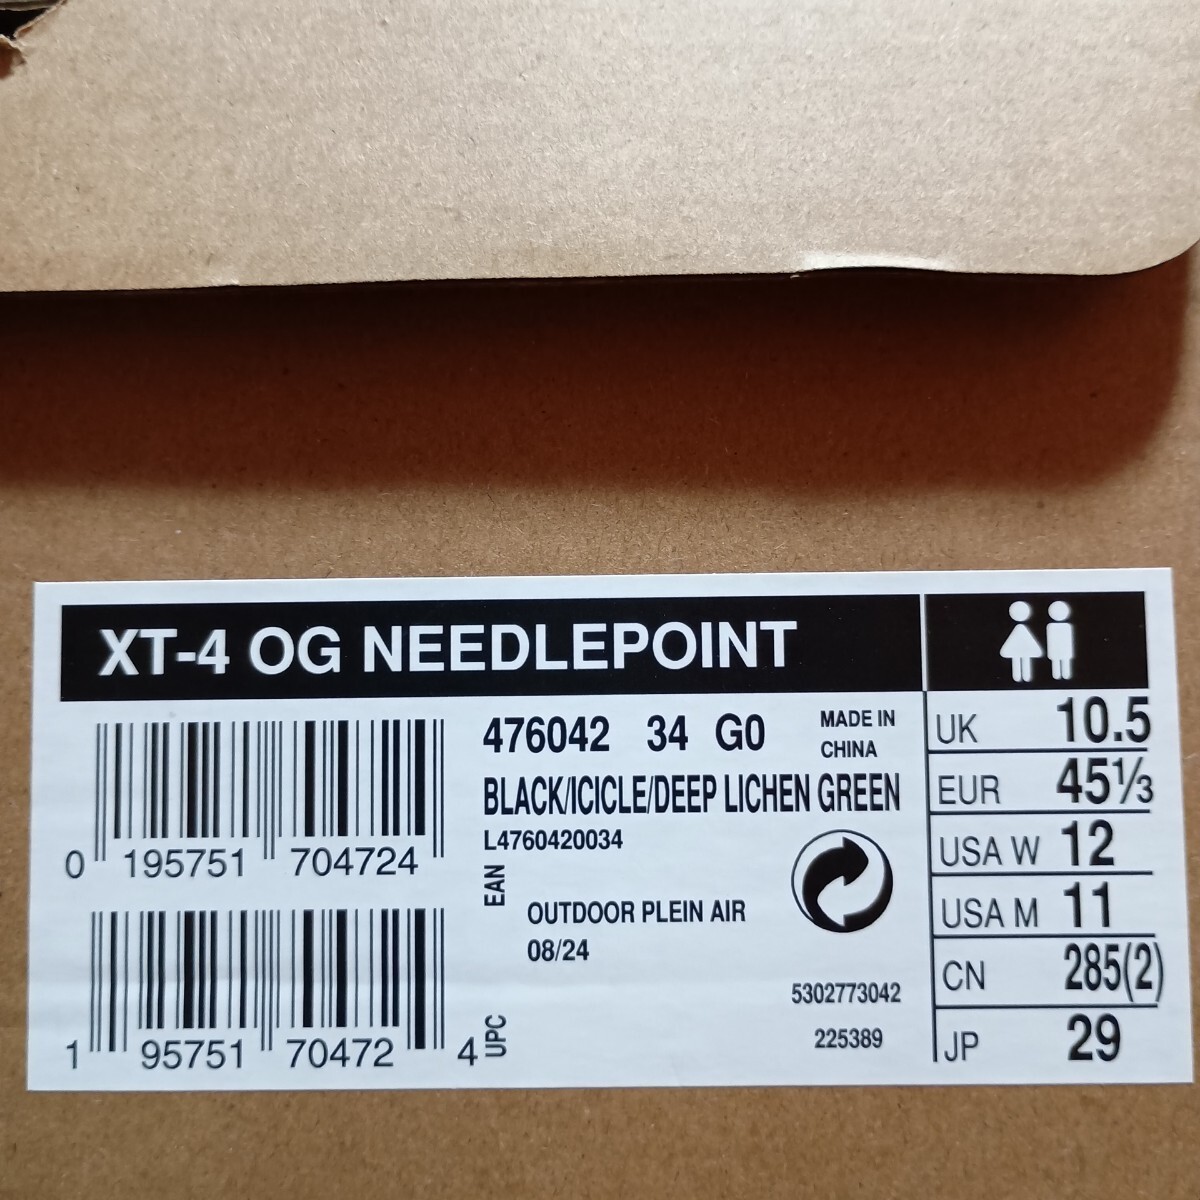 XT-4 OG NEEDLEPOINT
476042 34 G0
MADE IN
CHINA
BLACK/ICICLE/DEEP LICHEN GREEN
L4760420034
0 195751 704724
EAN
OUTDOOR PLEIN AIR
08/24
5302773042
225389
1 95751 70472 4
UPC
UK 10.5
EUR 45⅓
USA W 12
USA M 11
CN 285(2)
JP 29